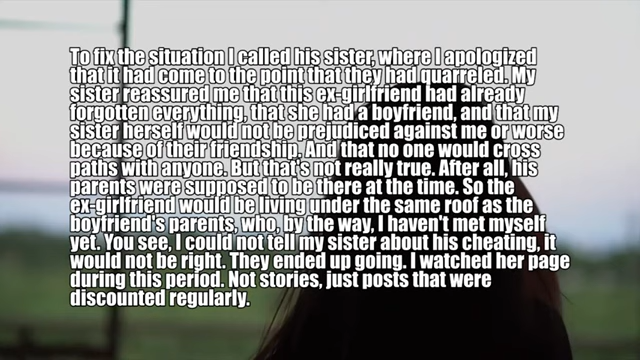 To fix the situation I called his sister, where I apologized
that it had come to the point that they had quarreled. My
sister reassured me that this ex-girlfriend had already
forgotten everything, that she had a boyfriend, and that my
sister herself would not be prejudiced against me or worse
because of their friendship. And that no one would cross
paths with anyone. But that's not really true. After all, his
parents were supposed to be there at the time. So the
ex-girlfriend would be living under the same roof as the
boyfriend's parents, who, by the way, I haven't met myself
yet. You see, I could not tell my sister about his cheating, it
would not be right. They ended up going. I watched her page
during this period. Not stories, just posts that were
discounted regularly.